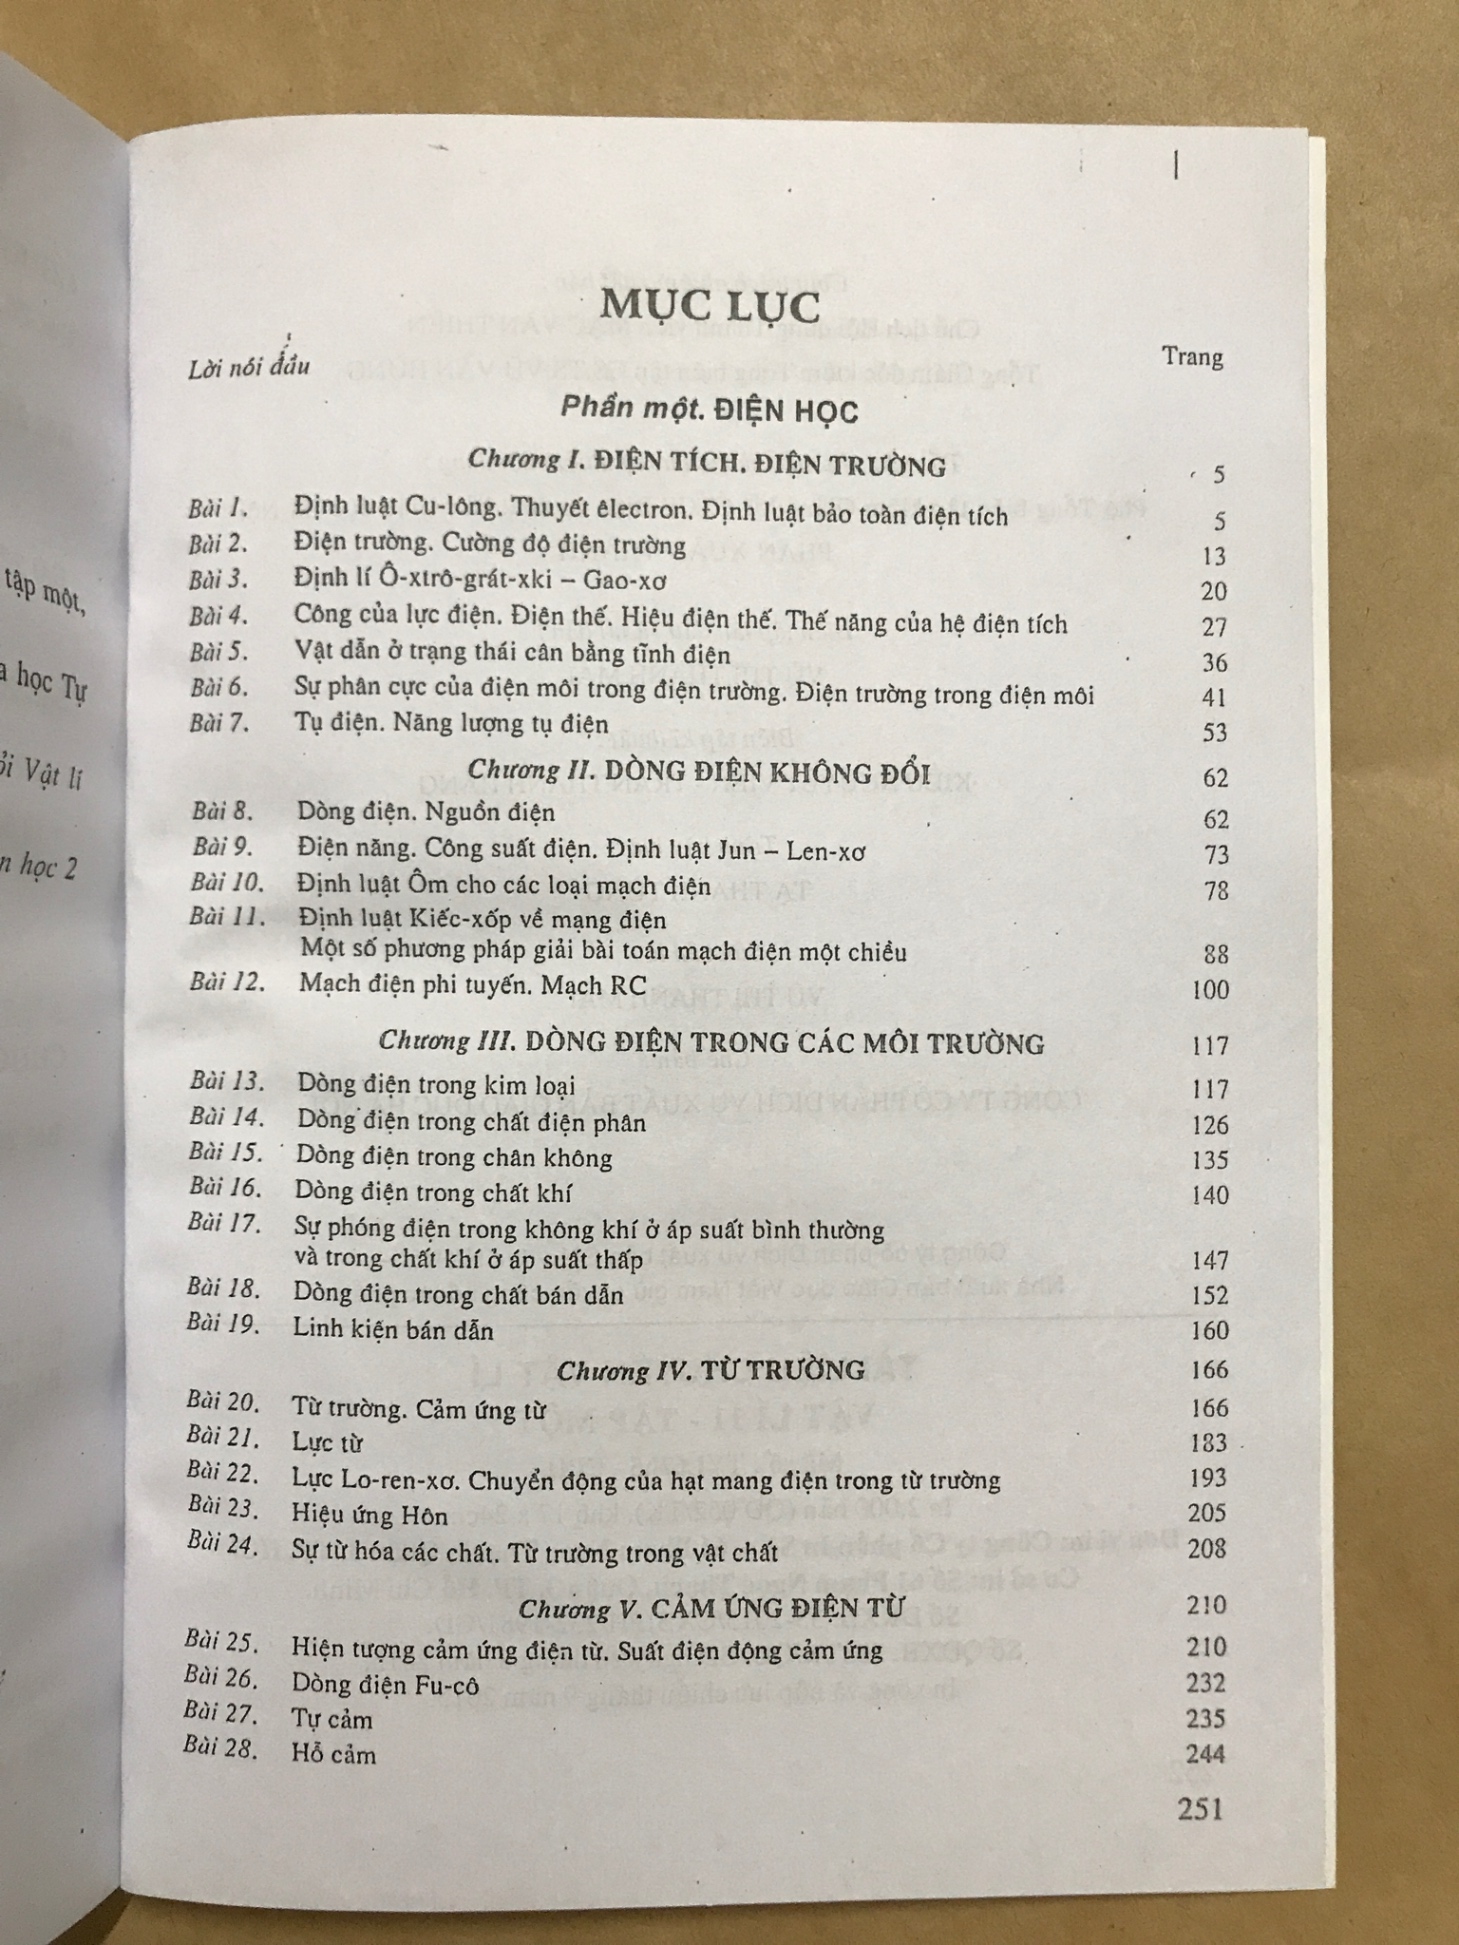 tập một,
học Tự
Vật lí
học 2
MỤC LỤC
Lời nói đầu Trang
Phần một. ĐIỆN HỌC
Chương I. ĐIỆN TÍCH. ĐIỆN TRƯỜNG 5
Bài 1. Định luật Cu-lông. Thuyết êlectron. Định luật bảo toàn điện tích 5
Bài 2. Điện trường. Cường độ điện trường 13
Bài 3. Định lí Ô-xtrô-grát-xki – Gao-xơ 20
Bài 4. Công của lực điện. Điện thế. Hiệu điện thế. Thế năng của hệ điện tích 27
Bài 5. Vật dẫn ở trạng thái cân bằng tĩnh điện 36
Bài 6. Sự phân cực của điện môi trong điện trường. Điện trường trong điện môi 41
Bài 7. Tụ điện. Năng lượng tụ điện 53
Chương II. DÒNG ĐIỆN KHÔNG ĐỔI 62
Bài 8. Dòng điện. Nguồn điện 62
Bài 9. Điện năng. Công suất điện. Định luật Jun – Len-xơ 73
Bài 10. Định luật Ôm cho các loại mạch điện 78
Bài 11. Định luật Kiếc-xốp về mạng điện
Một số phương pháp giải bài toán mạch điện một chiều 88
Bài 12. Mạch điện phi tuyến. Mạch RC 100
Chương III. DÒNG ĐIỆN TRONG CÁC MÔI TRƯỜNG 117
Bài 13. Dòng điện trong kim loại 117
Bài 14. Dòng điện trong chất điện phân 126
Bài 15. Dòng điện trong chân không 135
Bài 16. Dòng điện trong chất khí 140
Bài 17. Sự phóng điện trong không khí ở áp suất bình thường
và trong chất khí ở áp suất thấp 147
Bài 18. Dòng điện trong chất bán dẫn 152
Bài 19. Linh kiện bán dẫn 160
Chương IV. TỪ TRƯỜNG 166
Bài 20. Từ trường. Cảm ứng từ 166
Bài 21. Lực từ 183
Bài 22. Lực Lo-ren-xơ. Chuyển động của hạt mang điện trong từ trường 193
Bài 23. Hiệu ứng Hôn 205
Bài 24. Sự từ hóa các chất. Từ trường trong vật chất 208
Chương V. CẢM ỨNG ĐIỆN TỪ 210
Bài 25. Hiện tượng cảm ứng điện từ. Suất điện động cảm ứng 210
Bài 26. Dòng điện Fu-cô 232
Bài 27. Tự cảm 235
Bài 28. Hỗ cảm 244
251